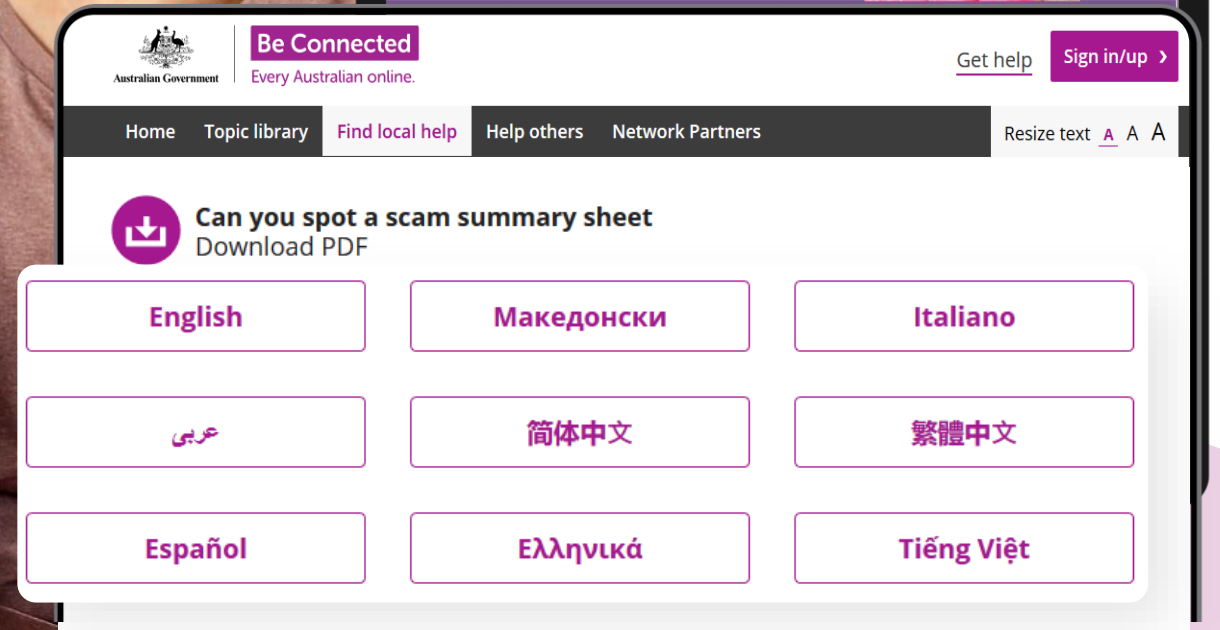 Australian Government
Be Connected
Every Australian online.
Get help
Sign in/up ›
Home Topic library Find local help Help others Network Partners
Resize text A A A
Can you spot a scam summary sheet
Download PDF
English Македонски Italiano
عربى 简体中文 繁體中文
Español Ελληνικά Tiếng Việt